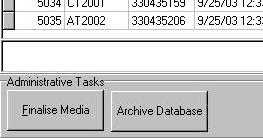 5034 CT2001 330435159 9/25/03 12:3
5035 AT2002 330435206 9/25/03 12:3
Administrative Tasks
Finalise Media Archive Database